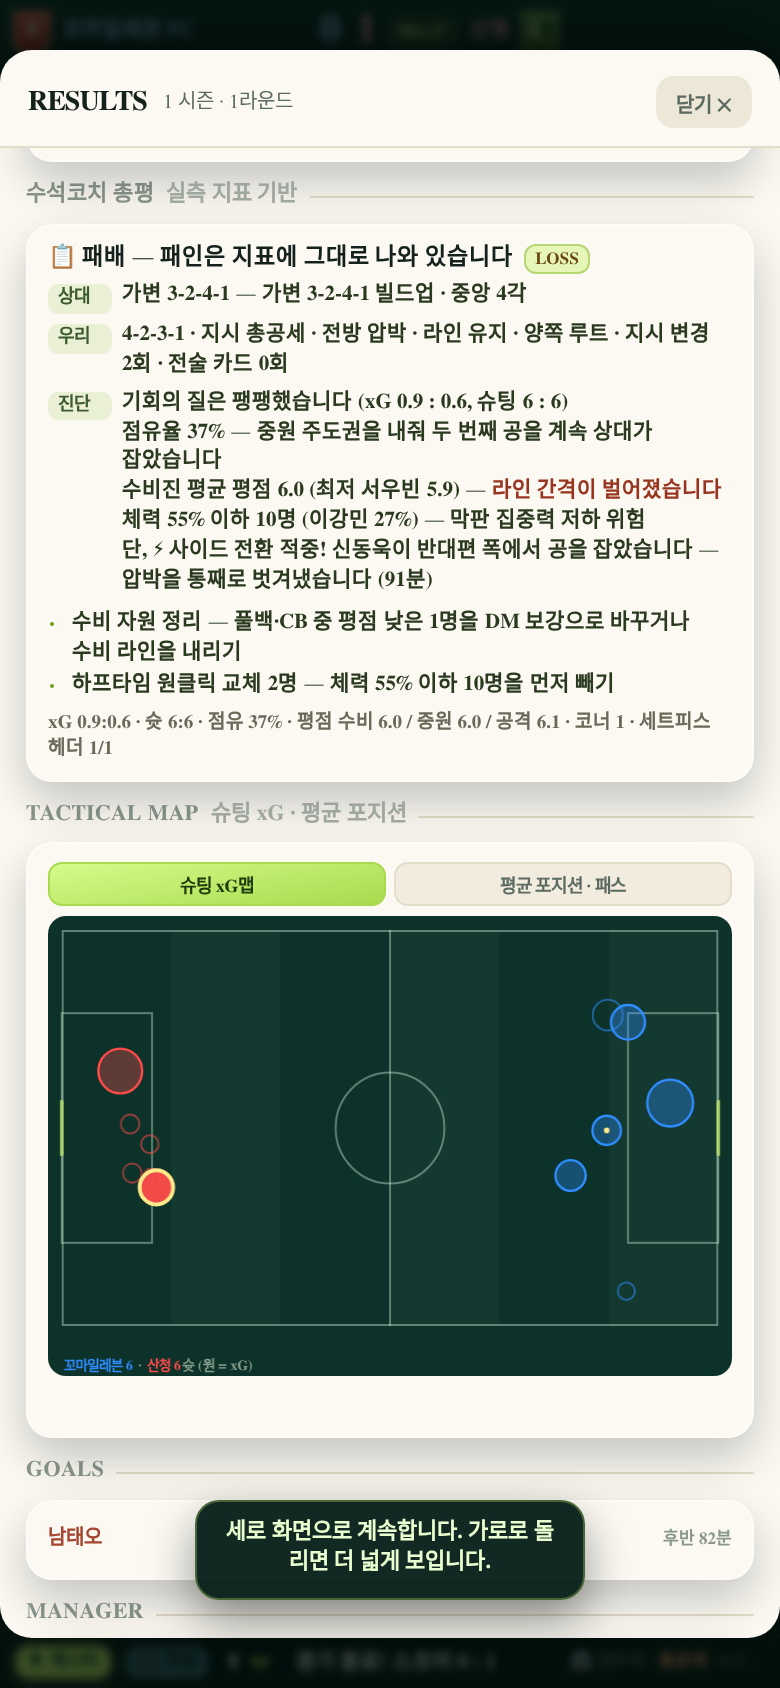 RESULTS 1 시즌 · 1라운드
닫기 ✕
수석코치 총평 실측 지표 기반
📋 패배 — 패인은 지표에 그대로 나와 있습니다 LOSS
상대 가변 3-2-4-1 — 가변 3-2-4-1 빌드업 · 중앙 4각
우리 4-2-3-1 · 지시 총공세 · 전방 압박 · 라인 유지 · 양쪽 루트 · 지시 변경
2회 · 전술 카드 0회
진단 기회의 질은 팽팽했습니다 (xG 0.9 : 0.6, 슈팅 6 : 6)
점유율 37% — 중원 주도권을 내줘 두 번째 공을 계속 상대가
잡았습니다
수비진 평균 평점 6.0 (최저 서우빈 5.9) — 라인 간격이 벌어졌습니다
체력 55% 이하 10명 (이강민 27%) — 막판 집중력 저하 위험
단, ⚡ 사이드 전환 적중! 신동욱이 반대편 폭에서 공을 잡았습니다 —
압박을 통째로 벗겨냈습니다 (91분)
· 수비 자원 정리 — 풀백·CB 중 평점 낮은 1명을 DM 보강으로 바꾸거나
수비 라인을 내리기
· 하프타임 원클릭 교체 2명 — 체력 55% 이하 10명을 먼저 빼기
xG 0.9:0.6 · 슛 6:6 · 점유 37% · 평점 수비 6.0 / 중원 6.0 / 공격 6.1 · 코너 1 · 세트피스
헤더 1/1
TACTICAL MAP 슈팅 xG · 평균 포지션
슈팅 xG맵
평균 포지션 · 패스
꼬마일레븐 6 · 산청 6 슛 (원 = xG)
GOALS
남태오
후반 82분
세로 화면으로 계속합니다. 가로로 돌
리면 더 넓게 보입니다.
MANAGER